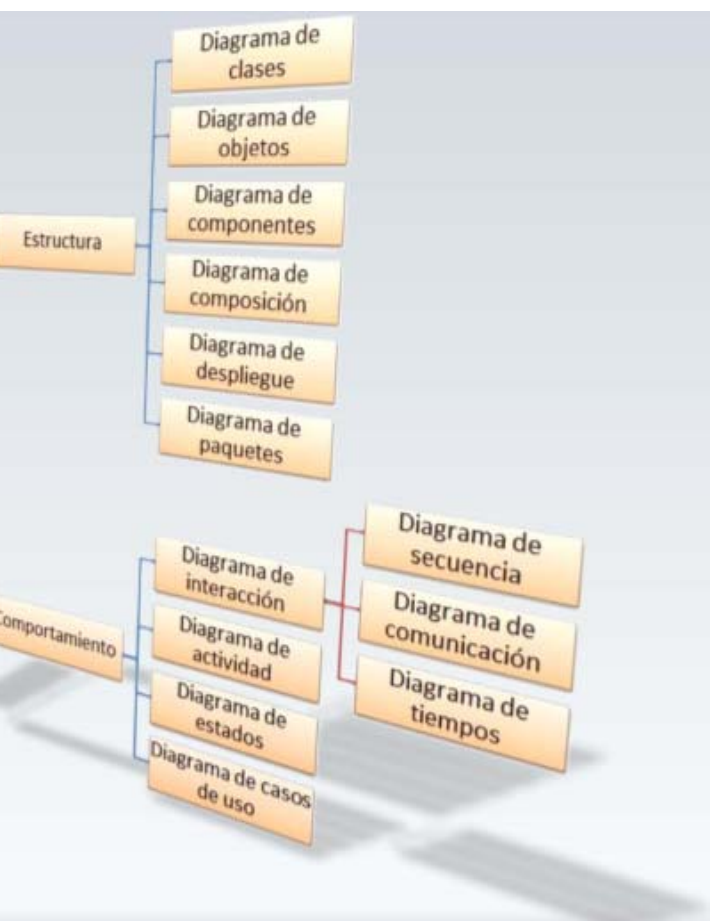 Diagrama de
clases
Diagrama de
objetos
Diagrama de
componentes
Estructura
Diagrama de
composición
Diagrama de
despliegue
Diagrama de
paquetes
Diagrama de
interacción
Diagrama de
secuencia
Diagrama de
comunicación
Diagrama de
tiempos
Comportamiento
Diagrama de
actividad
Diagrama de
estados
Diagrama de casos
de uso